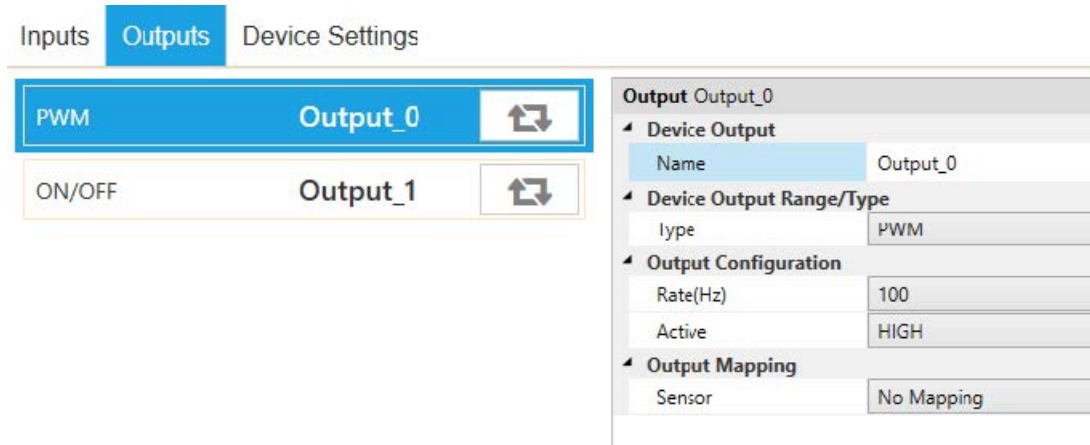 Inputs Outputs Device Settings
PWM Output_0
ON/OFF Output_1
Output Output_0
Device Output
Name Output_0
Device Output Range/Type
Type PWM
Output Configuration
Rate(Hz) 100
Active HIGH
Output Mapping
Sensor No Mapping